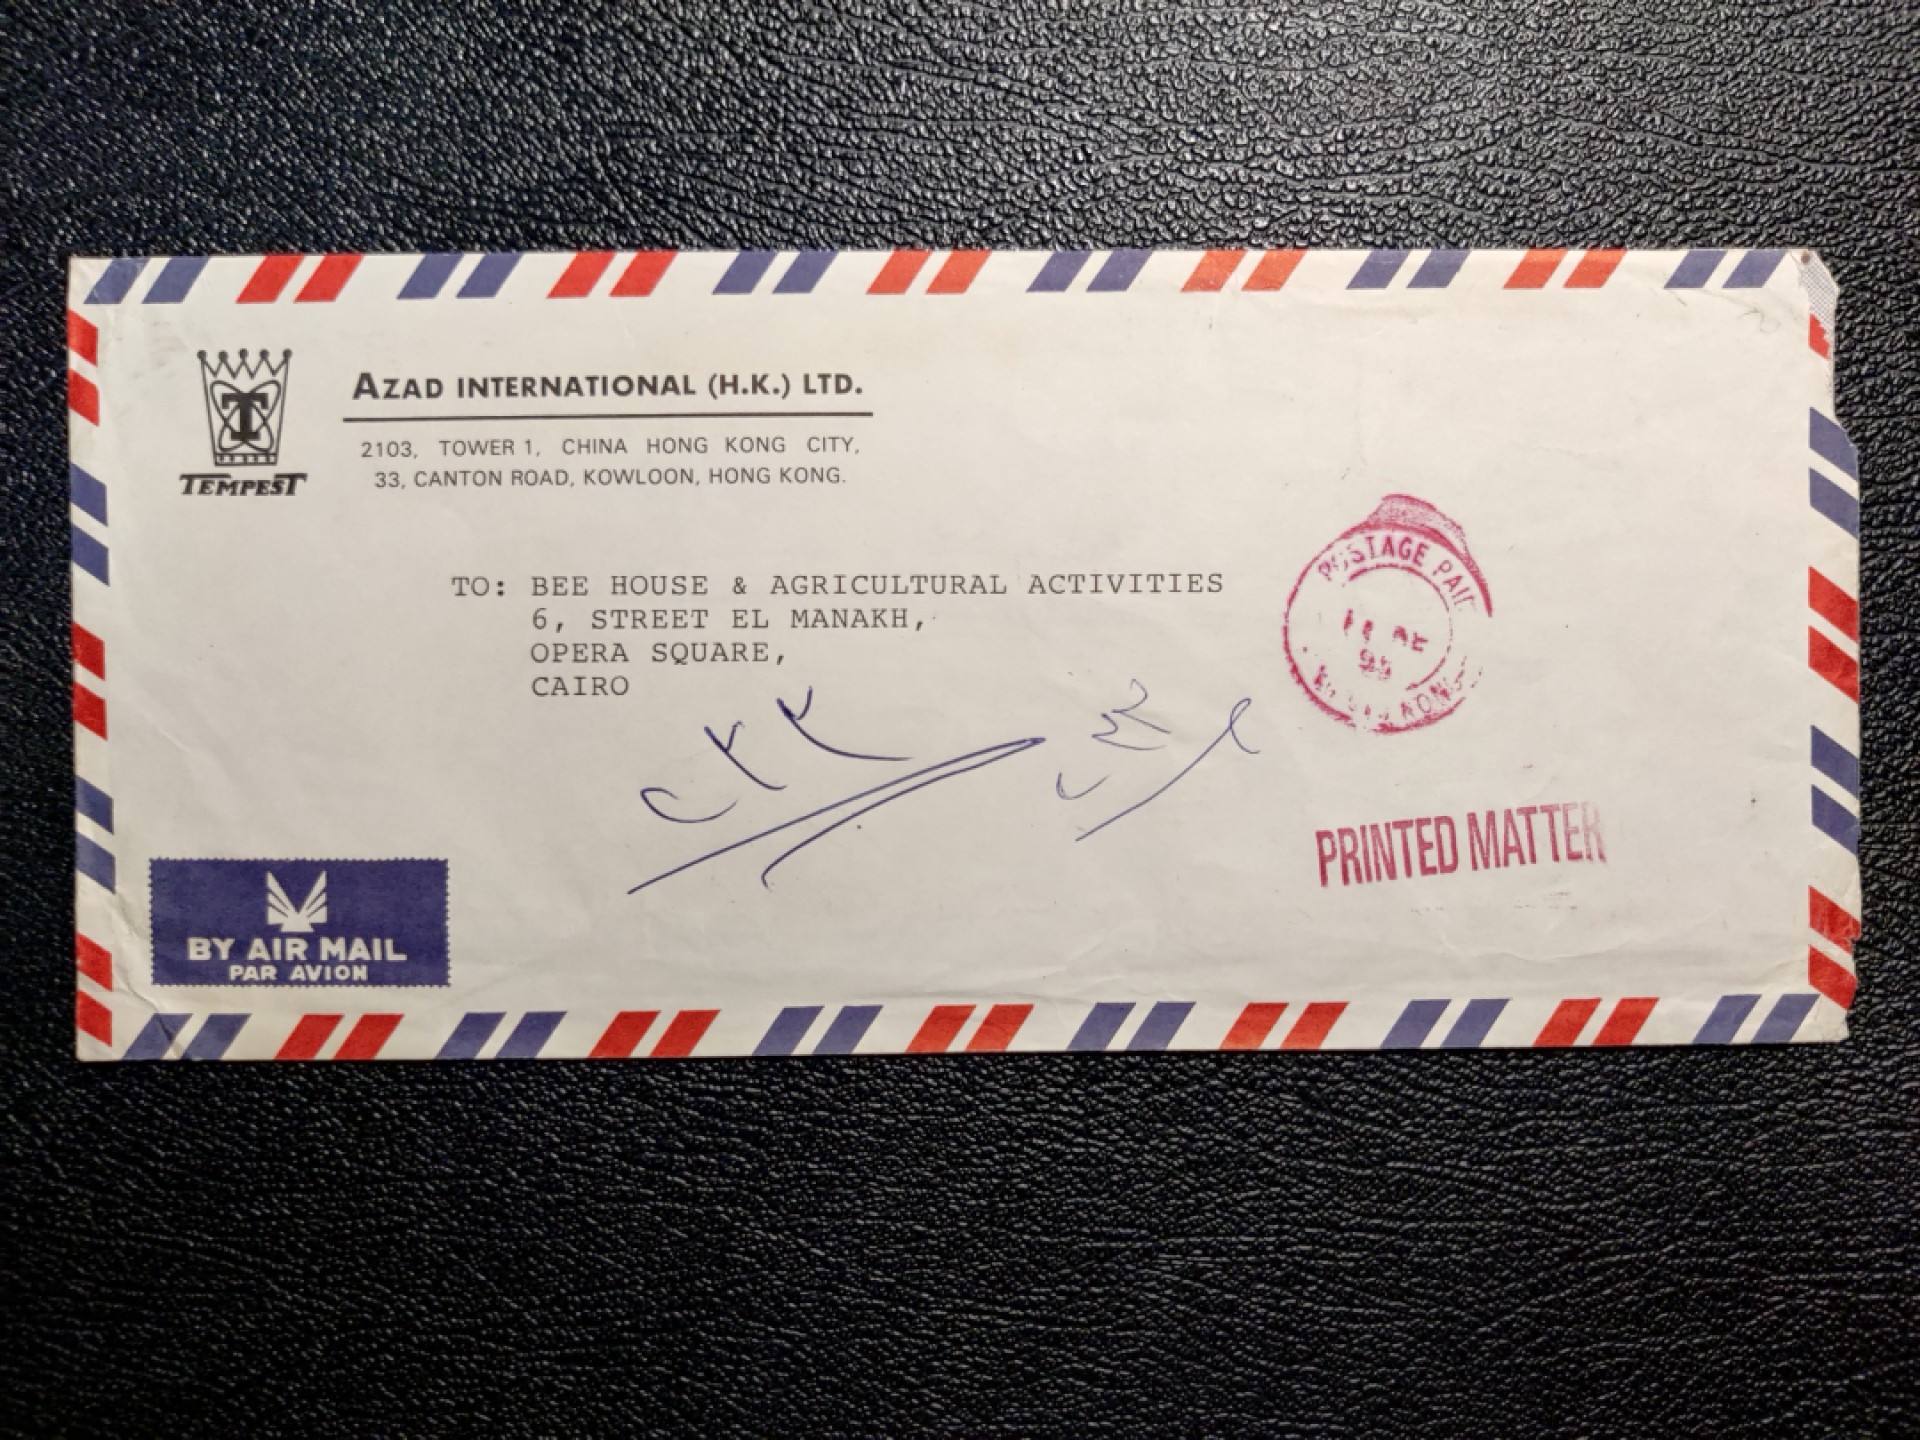 AZAD INTERNATIONAL (H.K.) LTD.
2103, TOWER 1, CHINA HONG KONG CITY,
33, CANTON ROAD, KOWLOON, HONG KONG.
T
TEMPEST
TO: BEE HOUSE & AGRICULTURAL ACTIVITIES
6, STREET EL MANAKH,
OPERA SQUARE,
CAIRO
POSTAGE PAID
PRINTED MATTER
BY AIR MAIL
PAR AVION